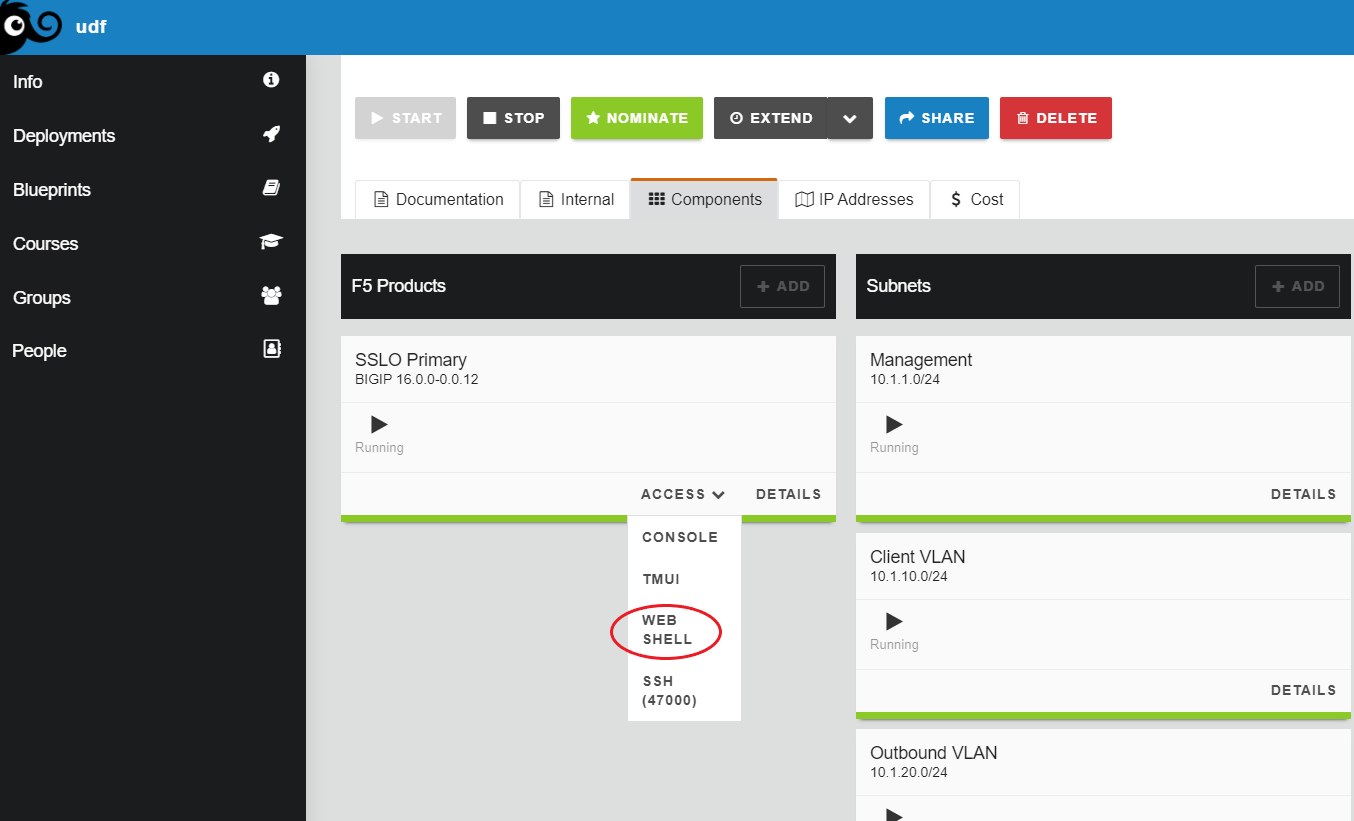 udf
Info
Deployments
Blueprints
Courses
Groups
People
START
STOP
NOMINATE
EXTEND
SHARE
DELETE
Documentation
Internal
Components
IP Addresses
$ Cost
F5 Products
+ ADD
SSLO Primary
BIGIP 16.0.0-0.0.12
Running
ACCESS
DETAILS
CONSOLE
TMUI
WEB
SHELL
SSH
(47000)
Subnets
+ ADD
Management
10.1.1.0/24
Running
DETAILS
Client VLAN
10.1.10.0/24
Running
DETAILS
Outbound VLAN
10.1.20.0/24